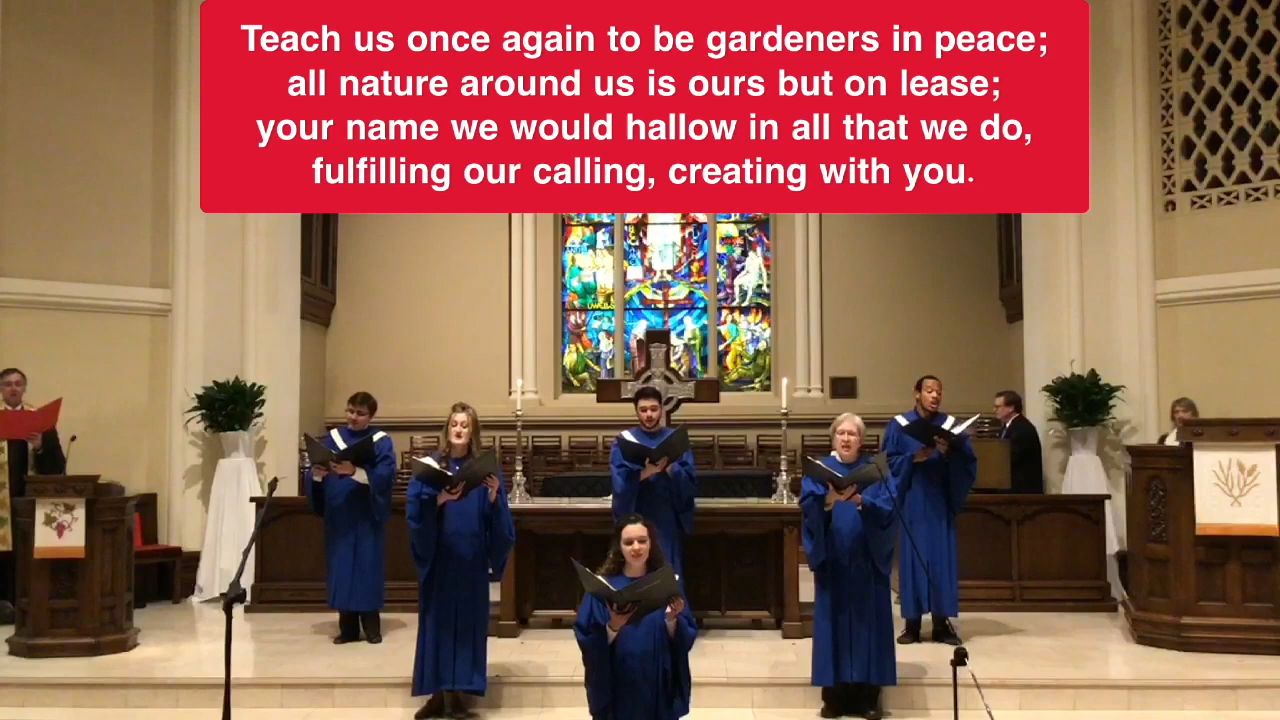 Teach us once again to be gardeners in peace;
all nature around us is ours but on lease;
your name we would hallow in all that we do,
fulfilling our calling, creating with you.